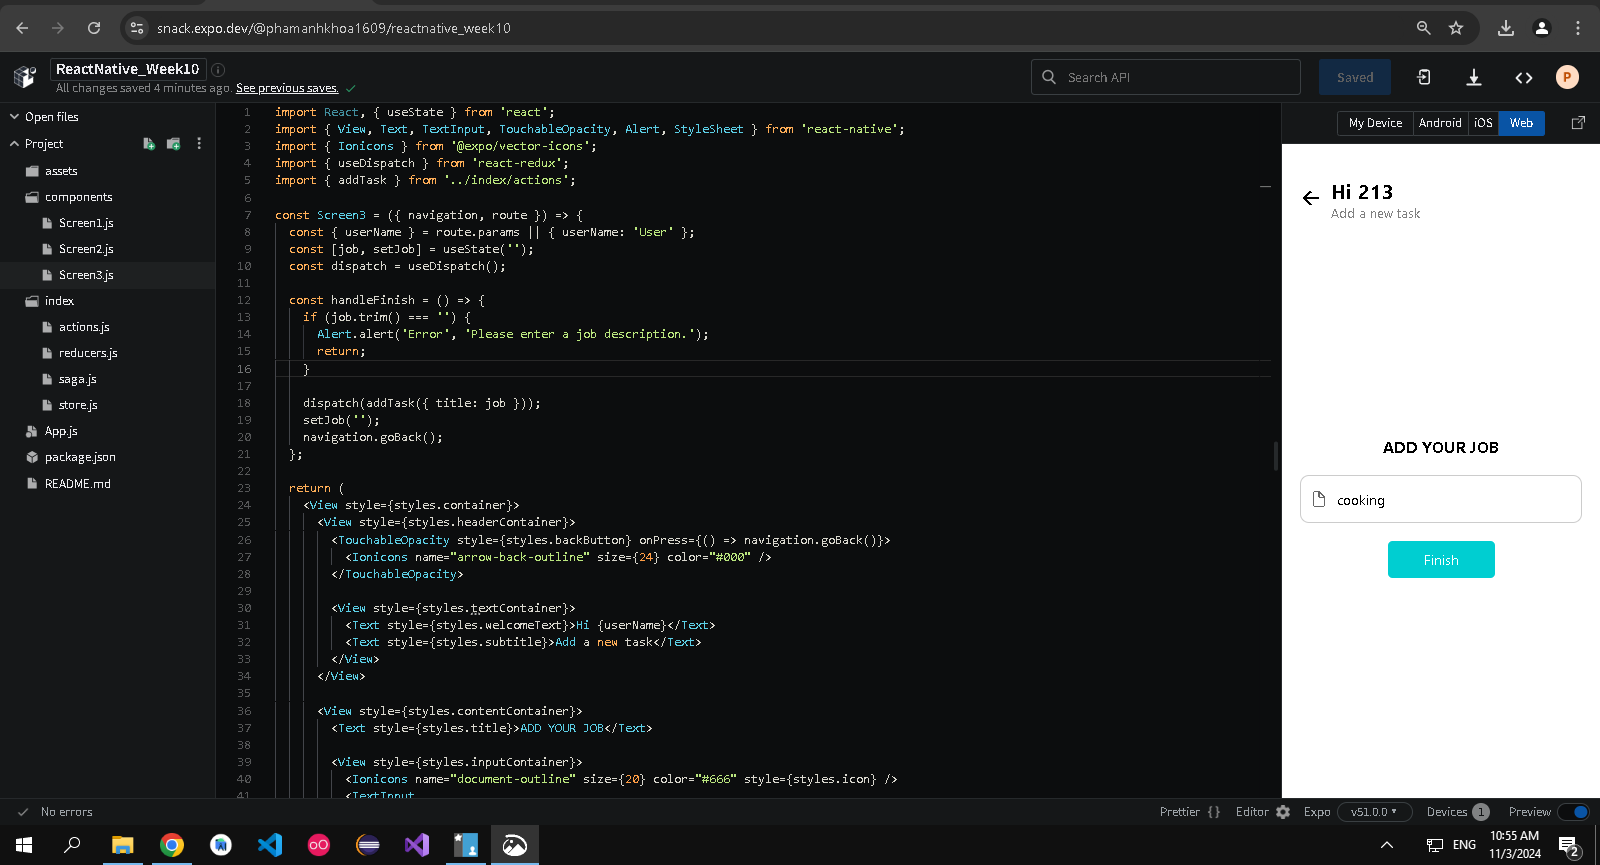 snack.expo.dev/@phamanhkhoa1609/reactnative_week10
ReactNative_Week10
All changes saved 4 minutes ago. See previous saves.
Search API
Saved
P
Open files
Project
assets
components
Screen1.js
Screen2.js
Screen3.js
index
actions.js
reducers.js
saga.js
store.js
App.js
package.json
README.md
1 import React, { useState } from 'react';
2 import { View, Text, TextInput, TouchableOpacity, Alert, StyleSheet } from 'react-native';
3 import { Ionicons } from '@expo/vector-icons';
4 import { useDispatch } from 'react-redux';
5 import { addTask } from '../index/actions';
6
7 const Screen3 = ({ navigation, route }) => {
8 const { userName } = route.params || { userName: 'User' };
9 const [job, setJob] = useState('');
10 const dispatch = useDispatch();
11
12 const handleFinish = () => {
13 if (job.trim() === '') {
14 Alert.alert('Error', 'Please enter a job description.');
15 return;
16 }
17
18 dispatch(addTask({ title: job }));
19 setJob('');
20 navigation.goBack();
21 };
22
23 return (
24 <View style={styles.container}>
25 <View style={styles.headerContainer}>
26 <TouchableOpacity style={styles.backButton} onPress={() => navigation.goBack()}>
27 <Ionicons name="arrow-back-outline" size={24} color="#000" />
28 </TouchableOpacity>
29
30 <View style={styles.textContainer}>
31 <Text style={styles.welcomeText}>Hi {userName}</Text>
32 <Text style={styles.subtitle}>Add a new task</Text>
33 </View>
34 </View>
35
36 <View style={styles.contentContainer}>
37 <Text style={styles.title}>ADD YOUR JOB</Text>
38
39 <View style={styles.inputContainer}>
40 <Ionicons name="document-outline" size={20} color="#666" style={styles.icon} />
41 <TextInput
My Device Android iOS Web
Hi 213
Add a new task
ADD YOUR JOB
cooking
Finish
No errors
Prettier {} Editor Expo v51.0.0 Devices 1 Preview
ENG
10:55 AM
11/3/2024
2